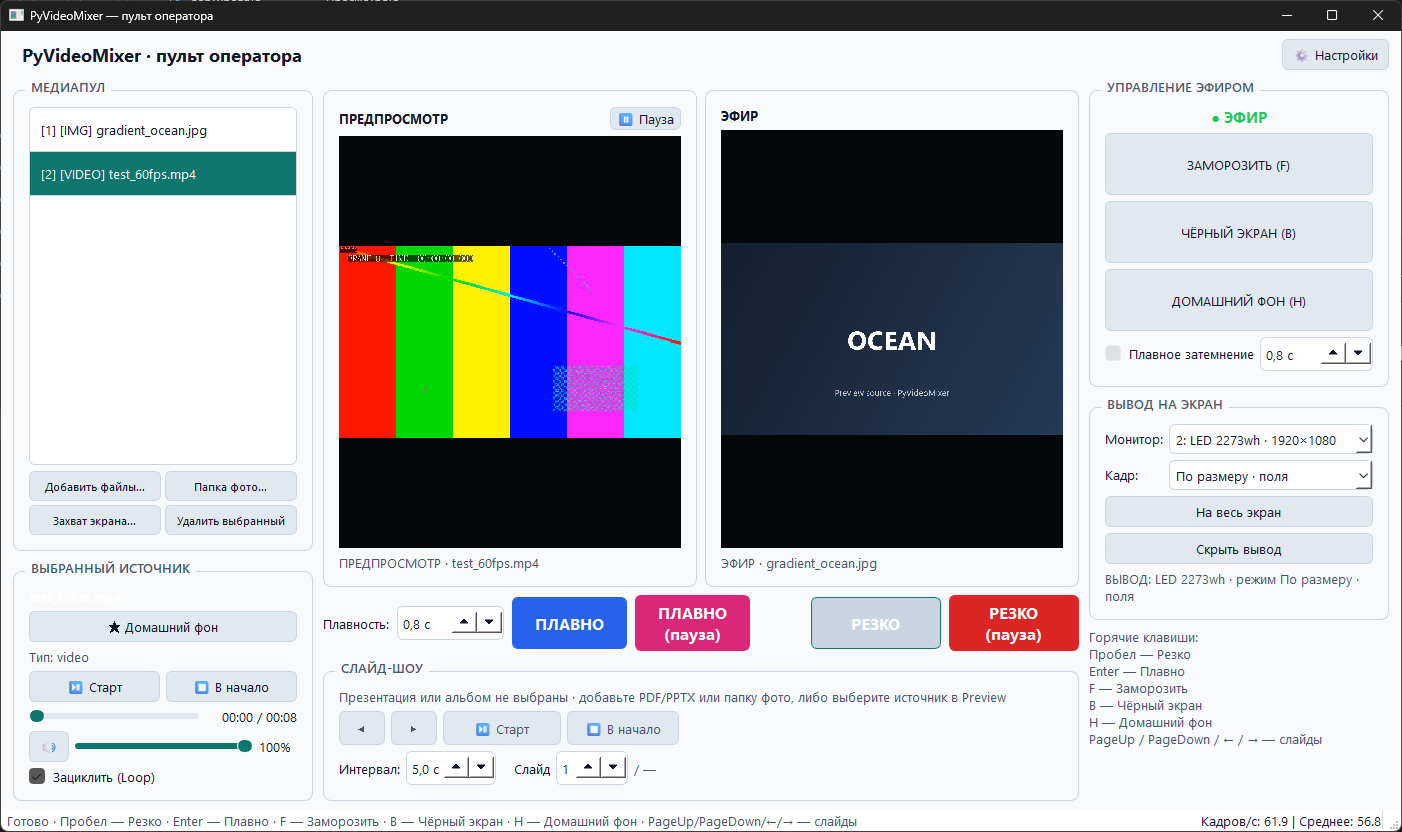 PyVideoMixer — пульт оператора
PyVideoMixer · пульт оператора
Настройки
МЕДИАПУЛ
[1] [IMG] gradient_ocean.jpg
[2] [VIDEO] test_60fps.mp4
Добавить файлы...
Папка фото...
Захват экрана...
Удалить выбранный
ВЫБРАННЫЙ ИСТОЧНИК
test_60fps.mp4
★ Домашний фон
Тип: video
Старт
В начало
00:00 / 00:08
100%
Зациклить (Loop)
ПРЕДПРОСМОТР
Пауза
ПРЕДПРОСМОТР · test_60fps.mp4
ЭФИР
OCEAN
Preview source · PyVideoMixer
ЭФИР · gradient_ocean.jpg
Плавность:
0,8 с
ПЛАВНО
ПЛАВНО
(пауза)
РЕЗКО
РЕЗКО
(пауза)
СЛАЙД-ШОУ
Презентация или альбом не выбраны · добавьте PDF/PPTX или папку фото, либо выберите источник в Preview
Старт
В начало
Интервал:
5,0 с
Слайд
1
/ —
УПРАВЛЕНИЕ ЭФИРОМ
● ЭФИР
ЗАМОРОЗИТЬ (F)
ЧЁРНЫЙ ЭКРАН (B)
ДОМАШНИЙ ФОН (H)
Плавное затемнение
0,8 с
ВЫВОД НА ЭКРАН
Монитор:
2: LED 2273wh · 1920×1080
Кадр:
По размеру · поля
На весь экран
Скрыть вывод
ВЫВОД: LED 2273wh · режим По размеру ·
поля
Горячие клавиши:
Пробел — Резко
Enter — Плавно
F — Заморозить
B — Чёрный экран
H — Домашний фон
PageUp / PageDown / ← / → — слайды
Готово · Пробел — Резко · Enter — Плавно · F — Заморозить · B — Чёрный экран · H — Домашний фон · PageUp/PageDown/←/→ — слайды
Кадров/с: 61.9 | Среднее: 56.8